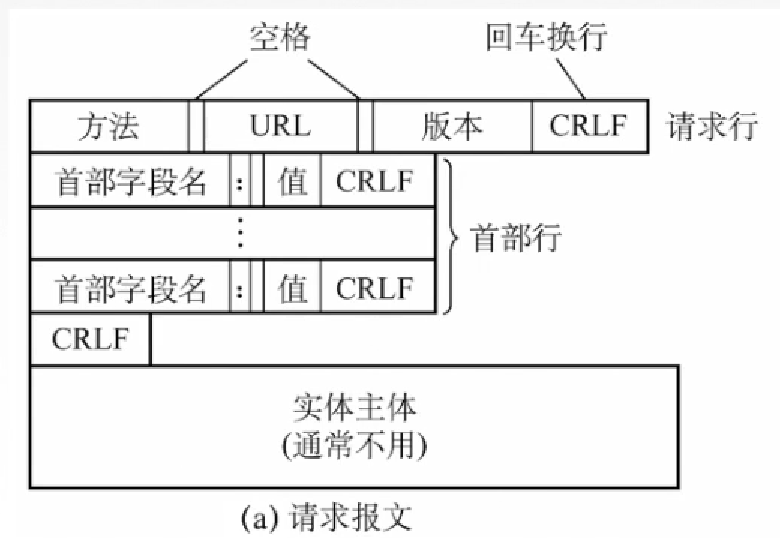 空格 回车换行
方法 URL 版本 CRLF 请求行
首部字段名 : 值 CRLF
⋮ 首部行
首部字段名 : 值 CRLF
CRLF
实体主体
(通常不用)
(a) 请求报文